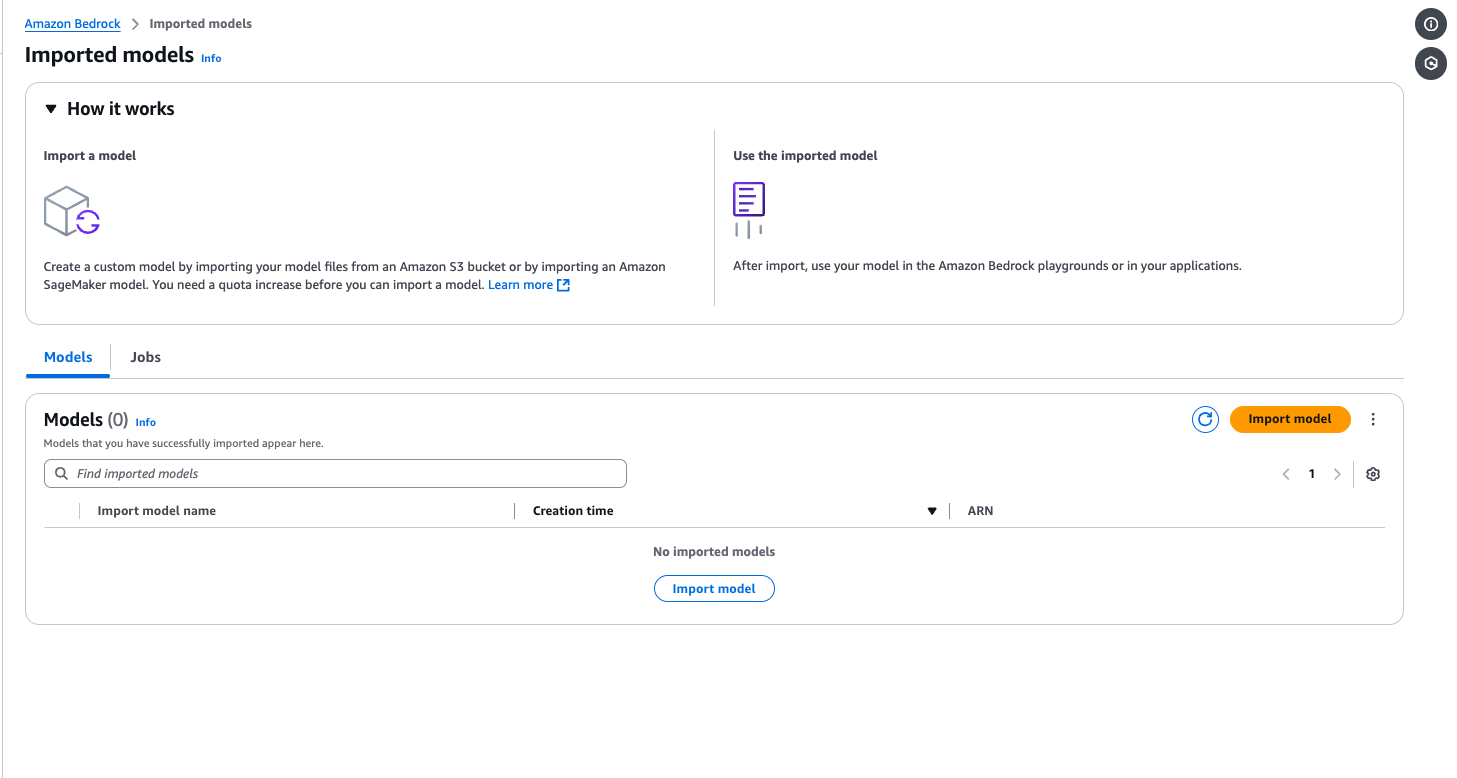 Amazon Bedrock > Imported models
Imported models Info
How it works
Import a model
Create a custom model by importing your model files from an Amazon S3 bucket or by importing an Amazon
SageMaker model. You need a quota increase before you can import a model. Learn more
Use the imported model
After import, use your model in the Amazon Bedrock playgrounds or in your applications.
Models Jobs
Models (0) Info
Import model
Models that you have successfully imported appear here.
Find imported models
1
Import model name Creation time ARN
No imported models
Import model